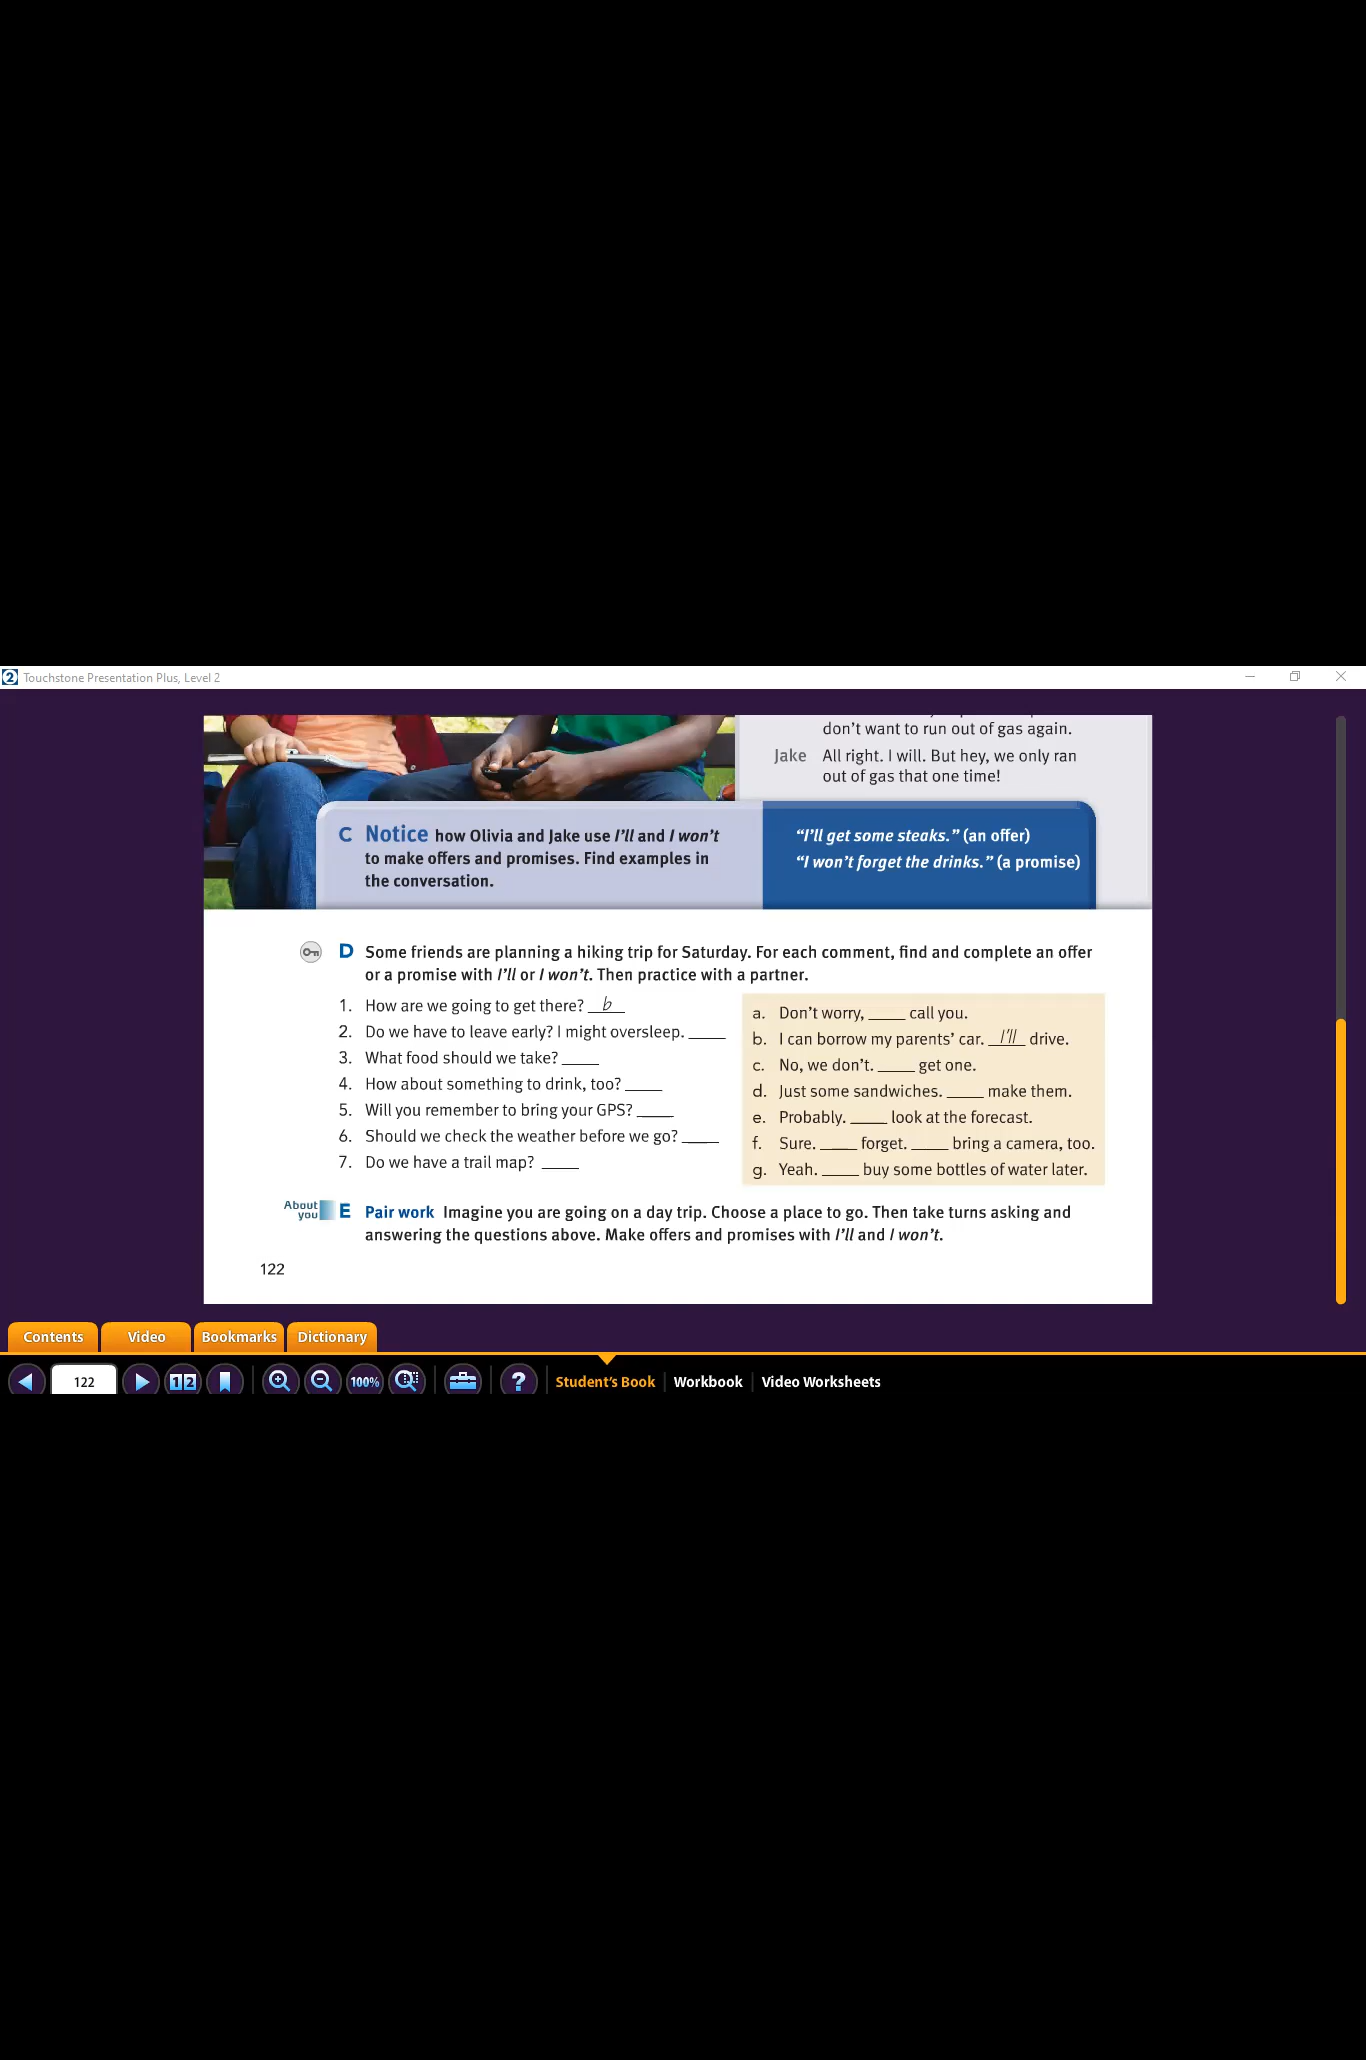 Touchstone Presentation Plus, Level 2
don't want to run out of gas again.
Jake All right. I will. But hey, we only ran
out of gas that one time!
C Notice how Olivia and Jake use I'll and I won't
to make offers and promises. Find examples in
the conversation.
"I'll get some steaks." (an offer)
"I won't forget the drinks." (a promise)
D Some friends are planning a hiking trip for Saturday. For each comment, find and complete an offer
or a promise with I'll or I won't. Then practice with a partner.
1. How are we going to get there? b
2. Do we have to leave early? I might oversleep. ____
3. What food should we take? ____
4. How about something to drink, too? ____
5. Will you remember to bring your GPS? ____
6. Should we check the weather before we go? ____
7. Do we have a trail map? ____
a. Don't worry, ____ call you.
b. I can borrow my parents' car. I'll drive.
c. No, we don't. ____ get one.
d. Just some sandwiches. ____ make them.
e. Probably. ____ look at the forecast.
f. Sure. ____ forget. ____ bring a camera, too.
g. Yeah. ____ buy some bottles of water later.
About
you
E Pair work Imagine you are going on a day trip. Choose a place to go. Then take turns asking and
answering the questions above. Make offers and promises with I'll and I won't.
122
Contents Video Bookmarks Dictionary
122 12 100% ? Student's Book Workbook Video Worksheets